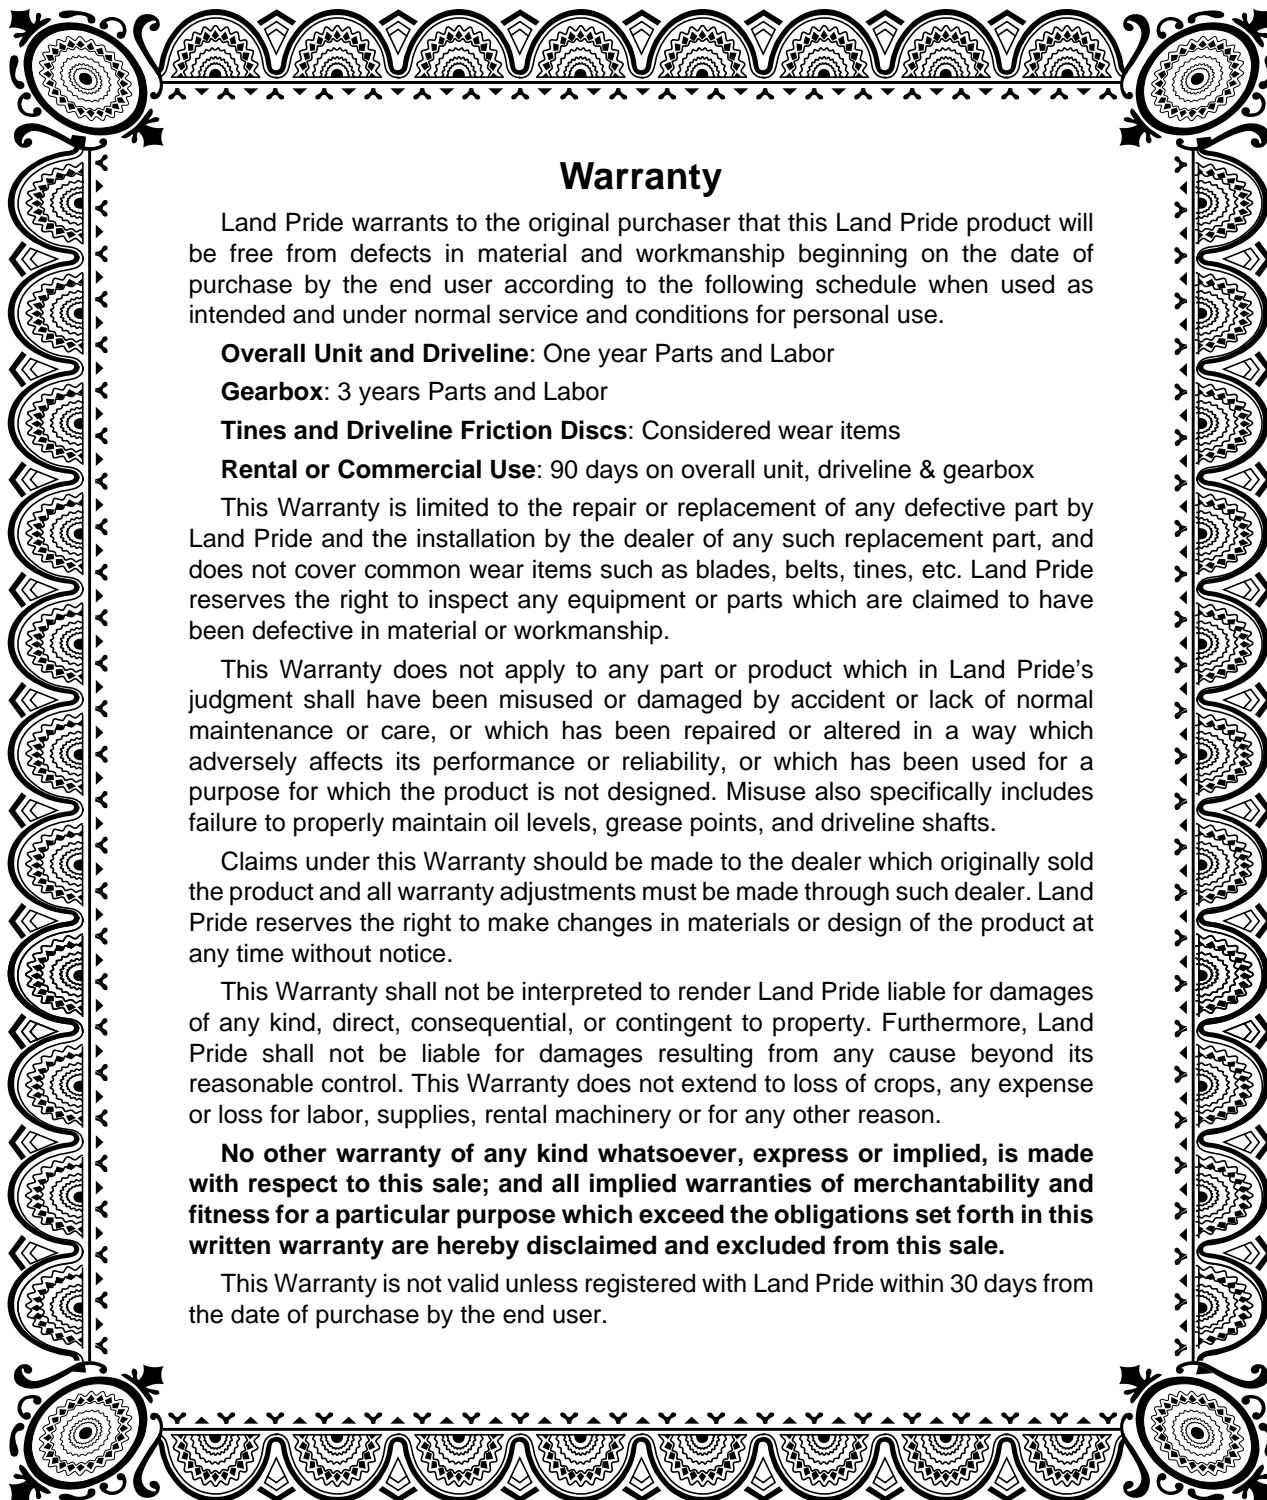 Warranty
Land Pride warrants to the original purchaser that this Land Pride product will
be free from defects in material and workmanship beginning on the date of
purchase by the end user according to the following schedule when used as
intended and under normal service and conditions for personal use.
Overall Unit and Driveline: One year Parts and Labor
Gearbox: 3 years Parts and Labor
Tines and Driveline Friction Discs: Considered wear items
Rental or Commercial Use: 90 days on overall unit, driveline & gearbox
This Warranty is limited to the repair or replacement of any defective part by
Land Pride and the installation by the dealer of any such replacement part, and
does not cover common wear items such as blades, belts, tines, etc. Land Pride
reserves the right to inspect any equipment or parts which are claimed to have
been defective in material or workmanship.
This Warranty does not apply to any part or product which in Land Pride’s
judgment shall have been misused or damaged by accident or lack of normal
maintenance or care, or which has been repaired or altered in a way which
adversely affects its performance or reliability, or which has been used for a
purpose for which the product is not designed. Misuse also specifically includes
failure to properly maintain oil levels, grease points, and driveline shafts.
Claims under this Warranty should be made to the dealer which originally sold
the product and all warranty adjustments must be made through such dealer. Land
Pride reserves the right to make changes in materials or design of the product at
any time without notice.
This Warranty shall not be interpreted to render Land Pride liable for damages
of any kind, direct, consequential, or contingent to property. Furthermore, Land
Pride shall not be liable for damages resulting from any cause beyond its
reasonable control. This Warranty does not extend to loss of crops, any expense
or loss for labor, supplies, rental machinery or for any other reason.
No other warranty of any kind whatsoever, express or implied, is made
with respect to this sale; and all implied warranties of merchantability and
fitness for a particular purpose which exceed the obligations set forth in this
written warranty are hereby disclaimed and excluded from this sale.
This Warranty is not valid unless registered with Land Pride within 30 days from
the date of purchase by the end user.